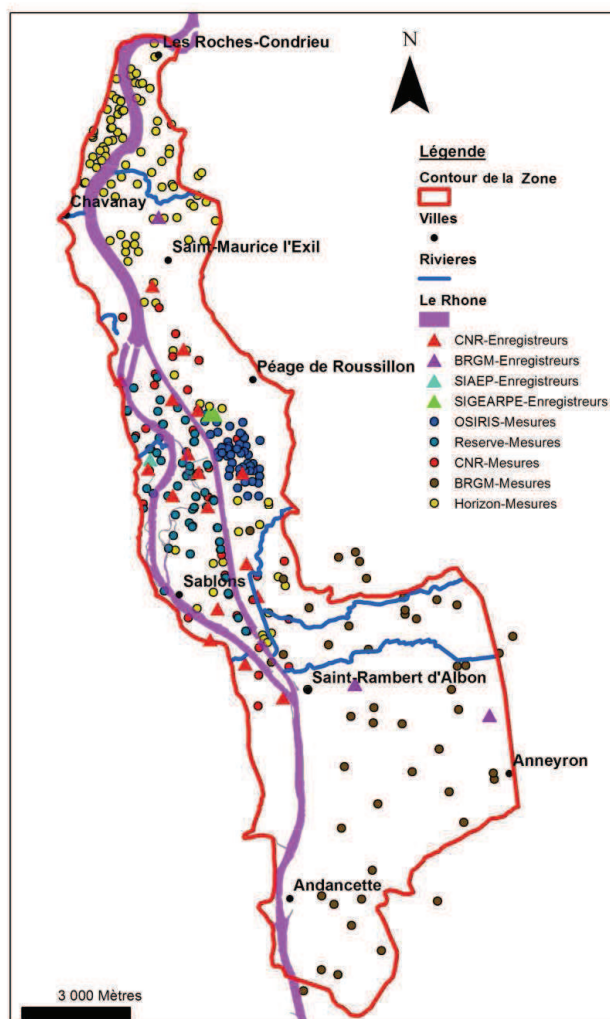 Les Roches-Condrieu
N
Légende
Contour de la Zone
Villes
Rivieres
Le Rhone
CNR-Enregistreurs
BRGM-Enregistreurs
SIAEP-Enregistreurs
SIGEARPE-Enregistreurs
OSIRIS-Mesures
Reserve-Mesures
CNR-Mesures
BRGM-Mesures
Horizon-Mesures
Chavanay
Saint-Maurice l'Exil
Péage de Roussillon
Sablons
Saint-Rambert d'Albon
Anneyron
Andancette
3 000 Mètres